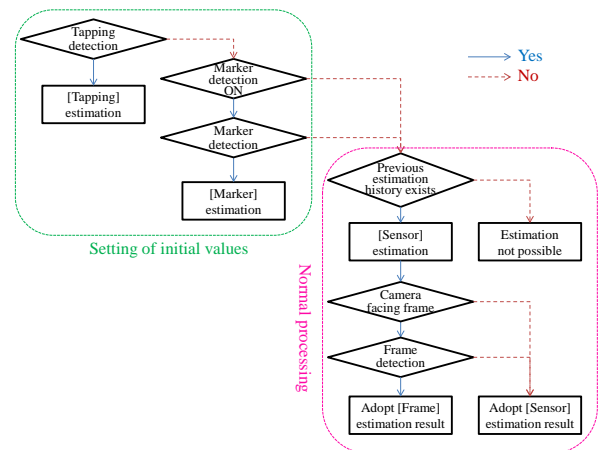 Tapping
detection
Yes
No
Marker
detection
ON
[Tapping]
estimation
Marker
detection
[Marker]
estimation
Setting of initial values
Previous
estimation
history exists
[Sensor]
estimation
Estimation
not possible
Normal processing
Camera
facing frame
Frame
detection
Adopt [Frame]
estimation result
Adopt [Sensor]
estimation result